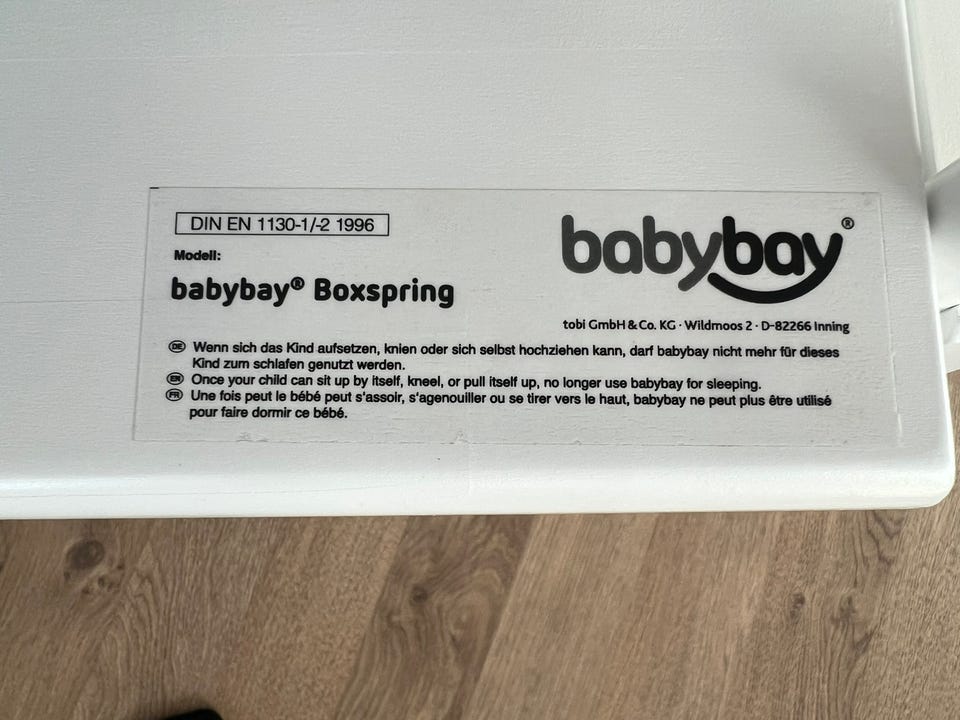 DIN EN 1130-1/-2 1996
babybay®
Modell:
babybay® Boxspring
tobi GmbH & Co. KG · Wildmoos 2 · D-82266 Inning
DE Wenn sich das Kind aufsetzen, knien oder sich selbst hochziehen kann, darf babybay nicht mehr für dieses
Kind zum schlafen genutzt werden.
EN Once your child can sit up by itself, kneel, or pull itself up, no longer use babybay for sleeping.
FR Une fois peut le bébé peut s'assoir, s'agenouiller ou se tirer vers le haut, babybay ne peut plus être utilisé
pour faire dormir ce bébé.